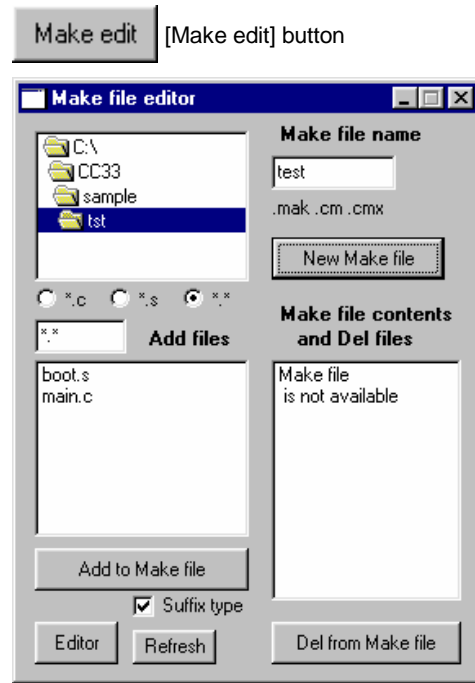 Make edit [Make edit] button
Make file editor
C:\
CC33
sample
tst
*.c *.s *.*
*.* Add files
boot.s
main.c
Add to Make file
Suffix type
Editor Refresh
Make file name
test
.mak .cm .cmx
New Make file
Make file contents
and Del files
Make file
is not available
Del from Make file